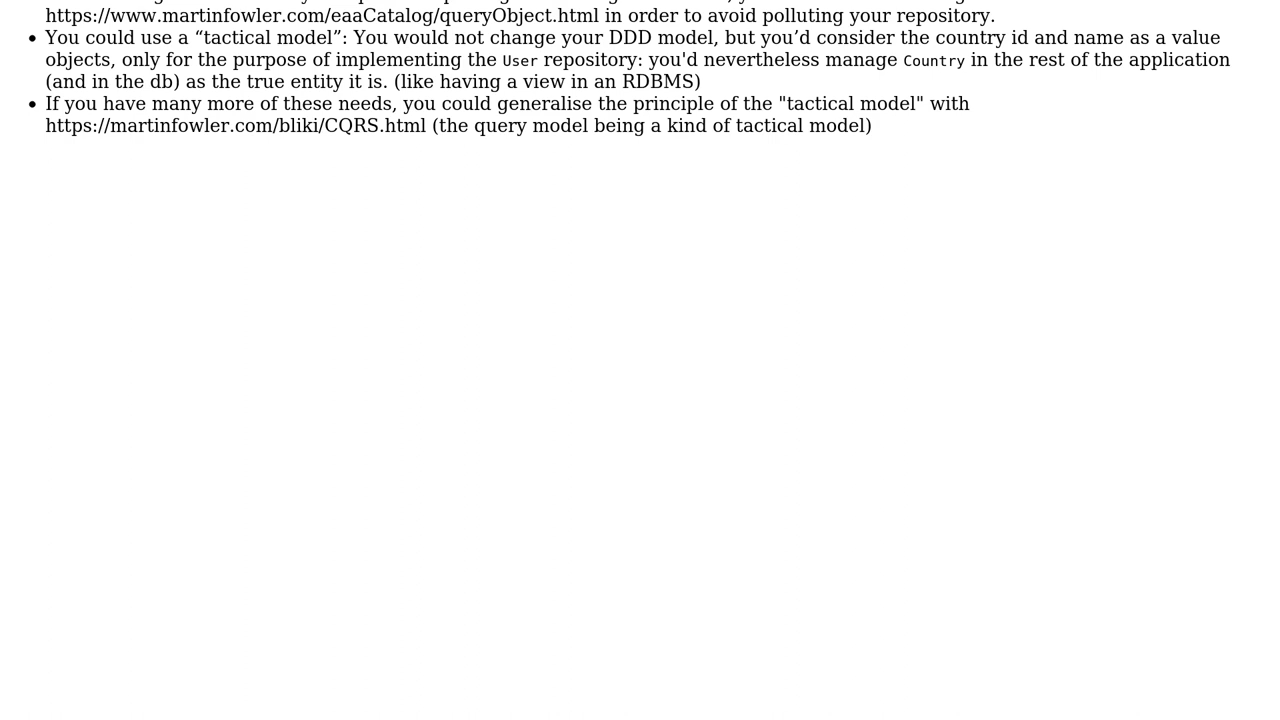 https://www.martinfowler.com/eaaCatalog/queryObject.html in order to avoid polluting your repository.
You could use a “tactical model”: You would not change your DDD model, but you’d consider the country id and name as a value
objects, only for the purpose of implementing the User repository: you'd nevertheless manage Country in the rest of the application
(and in the db) as the true entity it is. (like having a view in an RDBMS)
If you have many more of these needs, you could generalise the principle of the "tactical model" with
https://martinfowler.com/bliki/CQRS.html (the query model being a kind of tactical model)